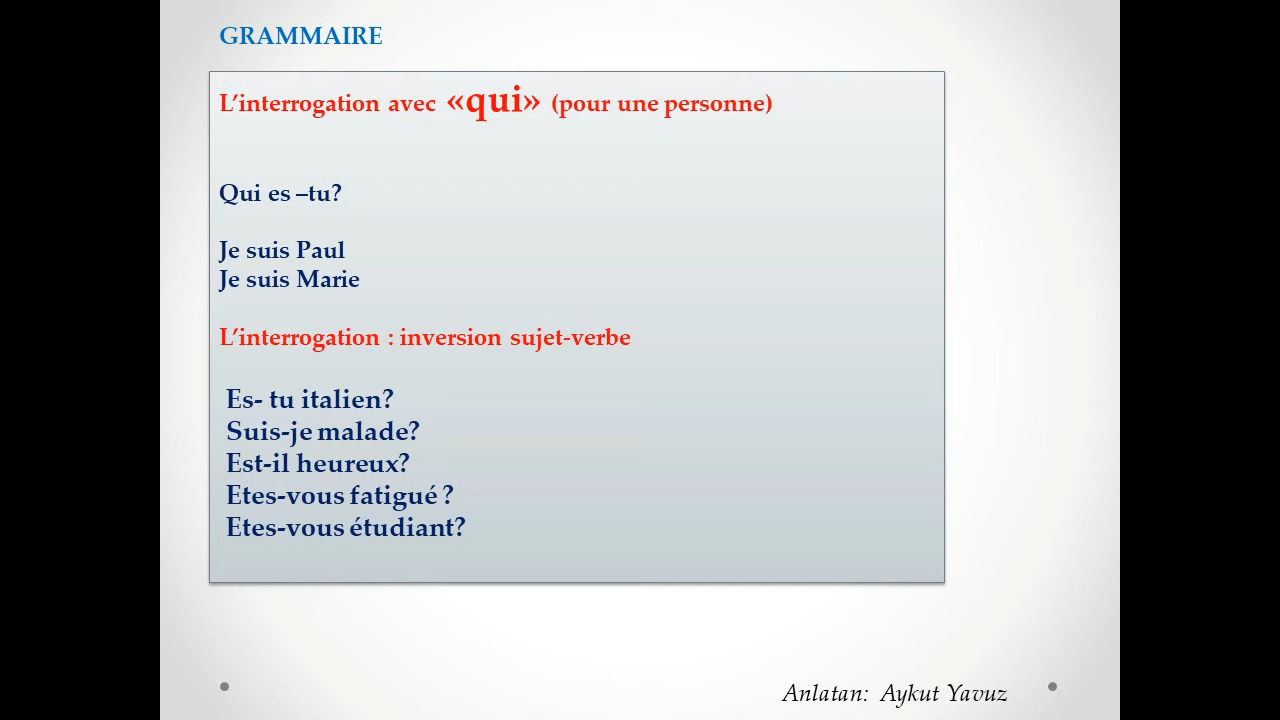 GRAMMAIRE
L’interrogation avec «qui» (pour une personne)
Qui es –tu?
Je suis Paul
Je suis Marie
L’interrogation : inversion sujet-verbe
Es- tu italien?
Suis-je malade?
Est-il heureux?
Etes-vous fatigué ?
Etes-vous étudiant?
Anlatan: Aykut Yavuz